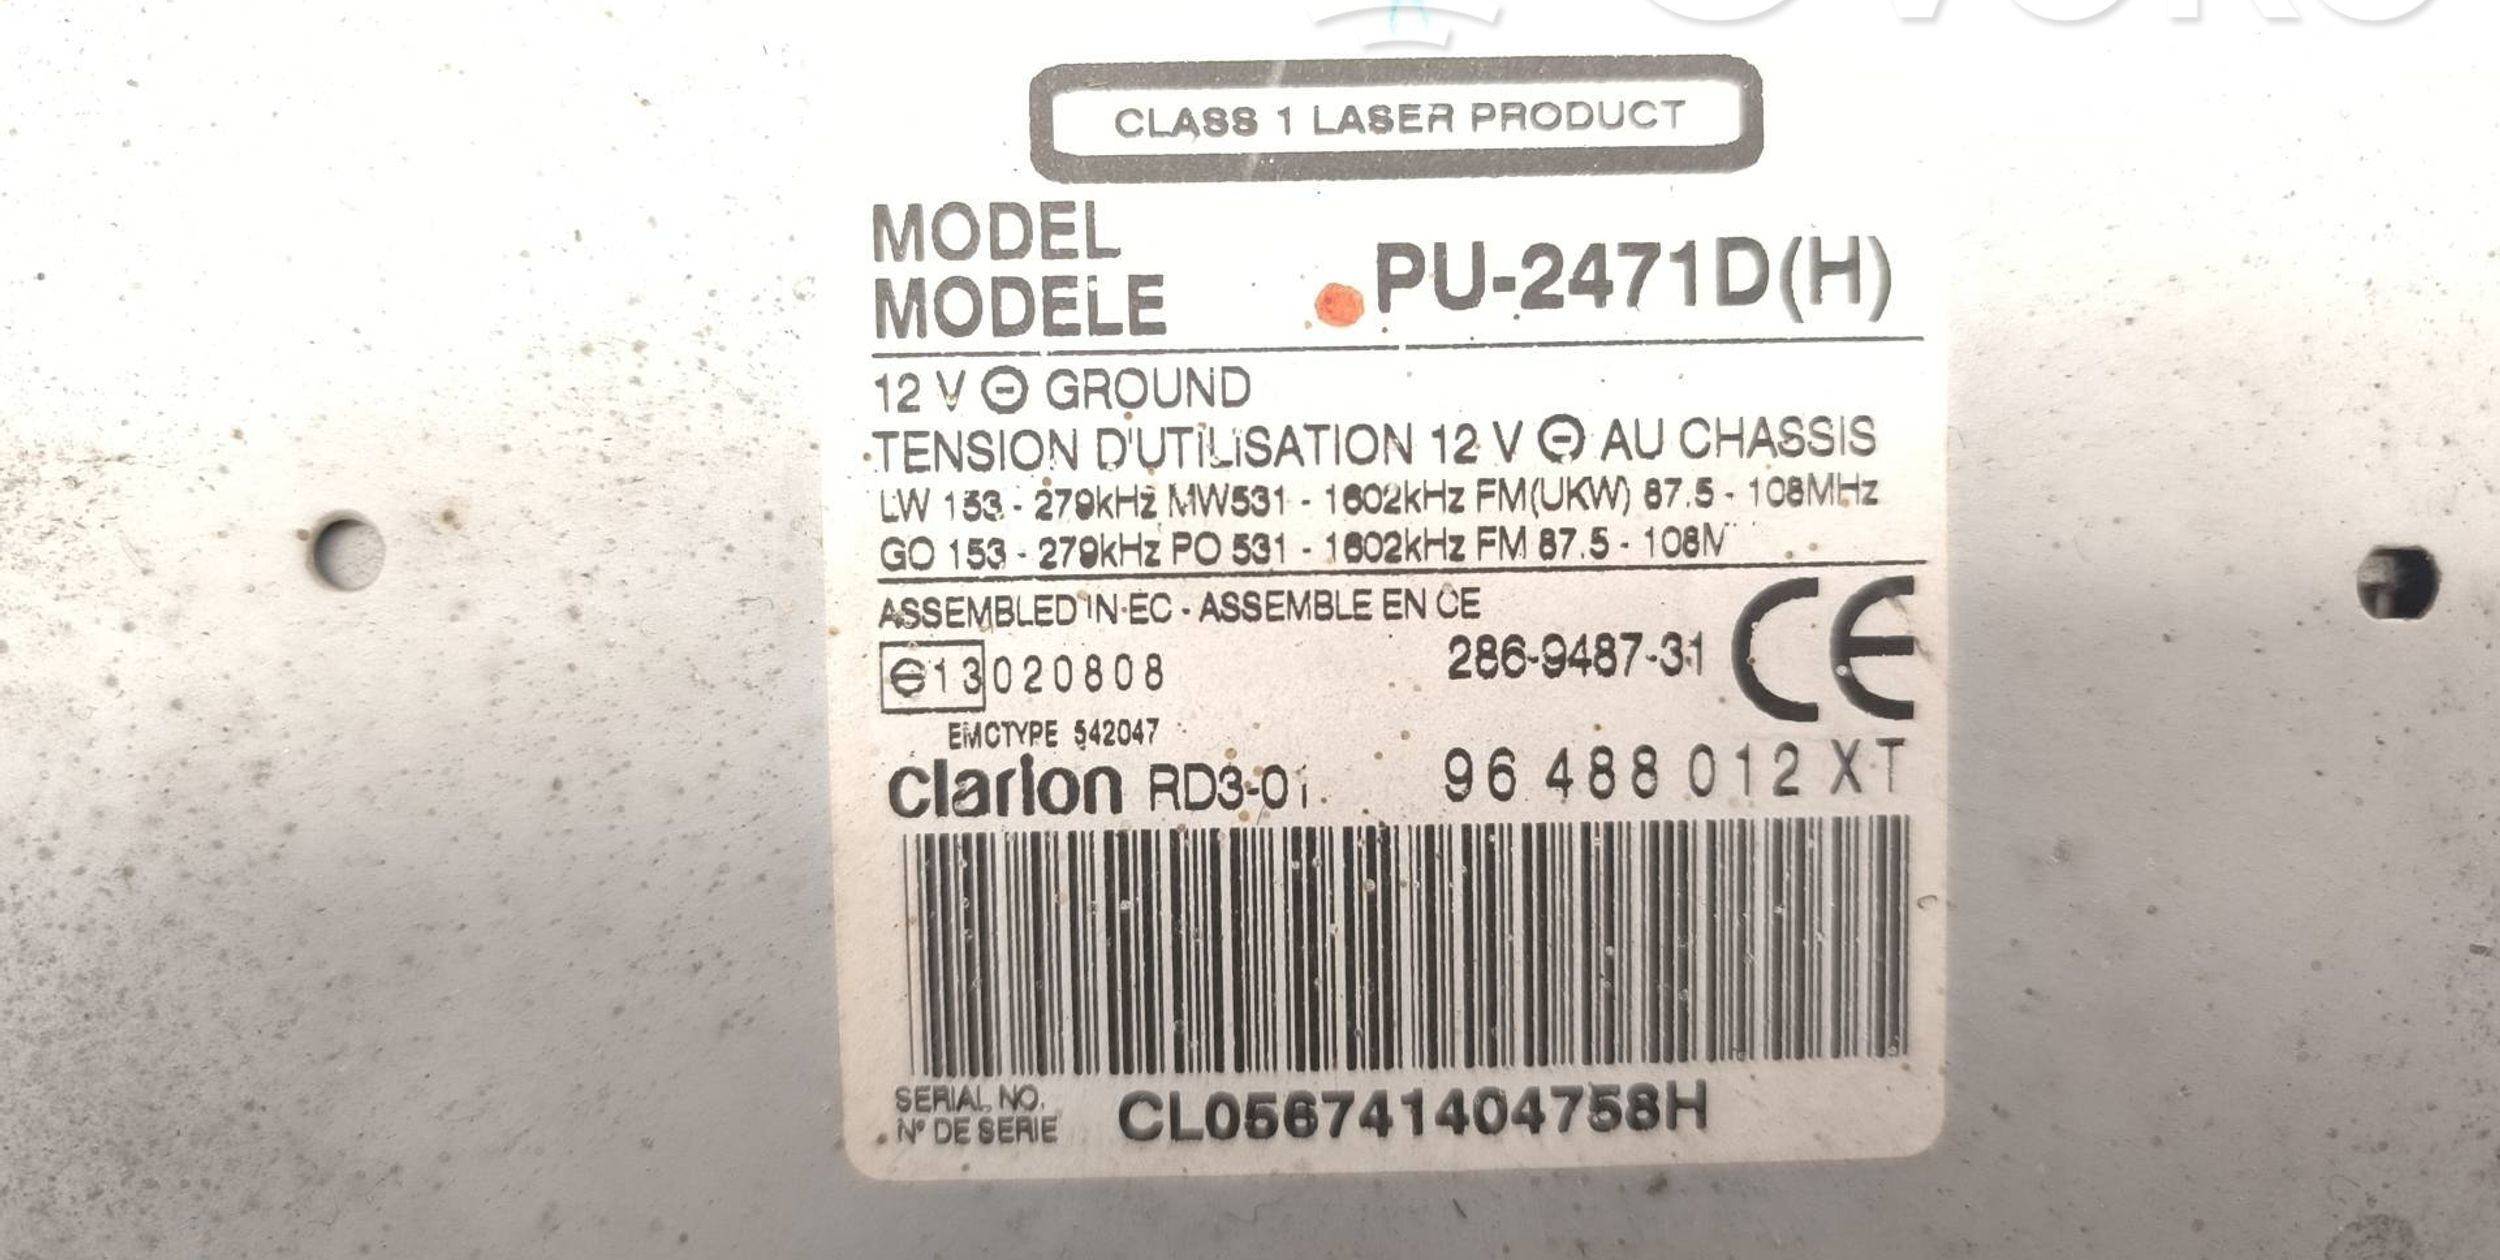 CLASS 1 LASER PRODUCT
MODEL
MODELE
PU-2471D(H)
12 V ⊖ GROUND
TENSION D'UTILISATION 12 V ⊖ AU CHASSIS
LW 153 - 279kHz MW531 - 1602kHz FM(UKW) 87.5 - 108MHz
GO 153 - 279kHz PO 531 - 1602kHz FM 87.5 - 108M
ASSEMBLED IN EC - ASSEMBLE EN CE
e13 020808
286-9487-31
CE
EMCTYPE 542047
clarion RD3-01
96 488 012 XT
SERIAL NO.
N° DE SERIE
CL056741404758H